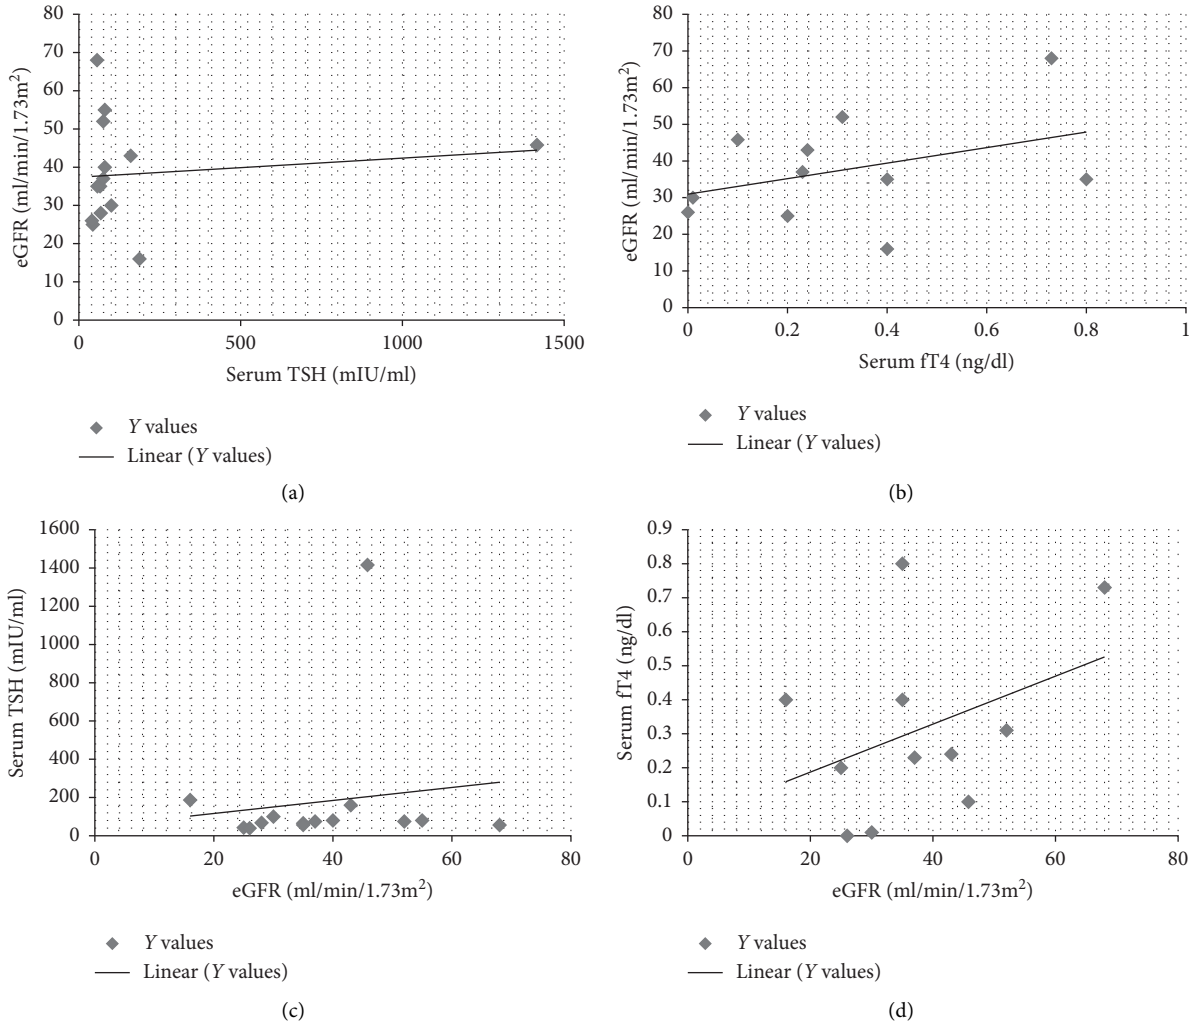 80
70
60
50
40
30
20
10
0
eGFR (ml/min/1.73m²)
0 500 1000 1500
Serum TSH (mIU/ml)
Y values
Linear (Y values)
(a)
80
70
60
50
40
30
20
10
0
eGFR (ml/min/1.73m²)
0 0.2 0.4 0.6 0.8 1
Serum fT4 (ng/dl)
Y values
Linear (Y values)
(b)
1600
1400
1200
1000
800
600
400
200
0
Serum TSH (mIU/ml)
0 20 40 60 80
eGFR (ml/min/1.73m²)
Y values
Linear (Y values)
(c)
0.9
0.8
0.7
0.6
0.5
0.4
0.3
0.2
0.1
0
Serum fT4 (ng/dl)
0 20 40 60 80
eGFR (ml/min/1.73m²)
Y values
Linear (Y values)
(d)